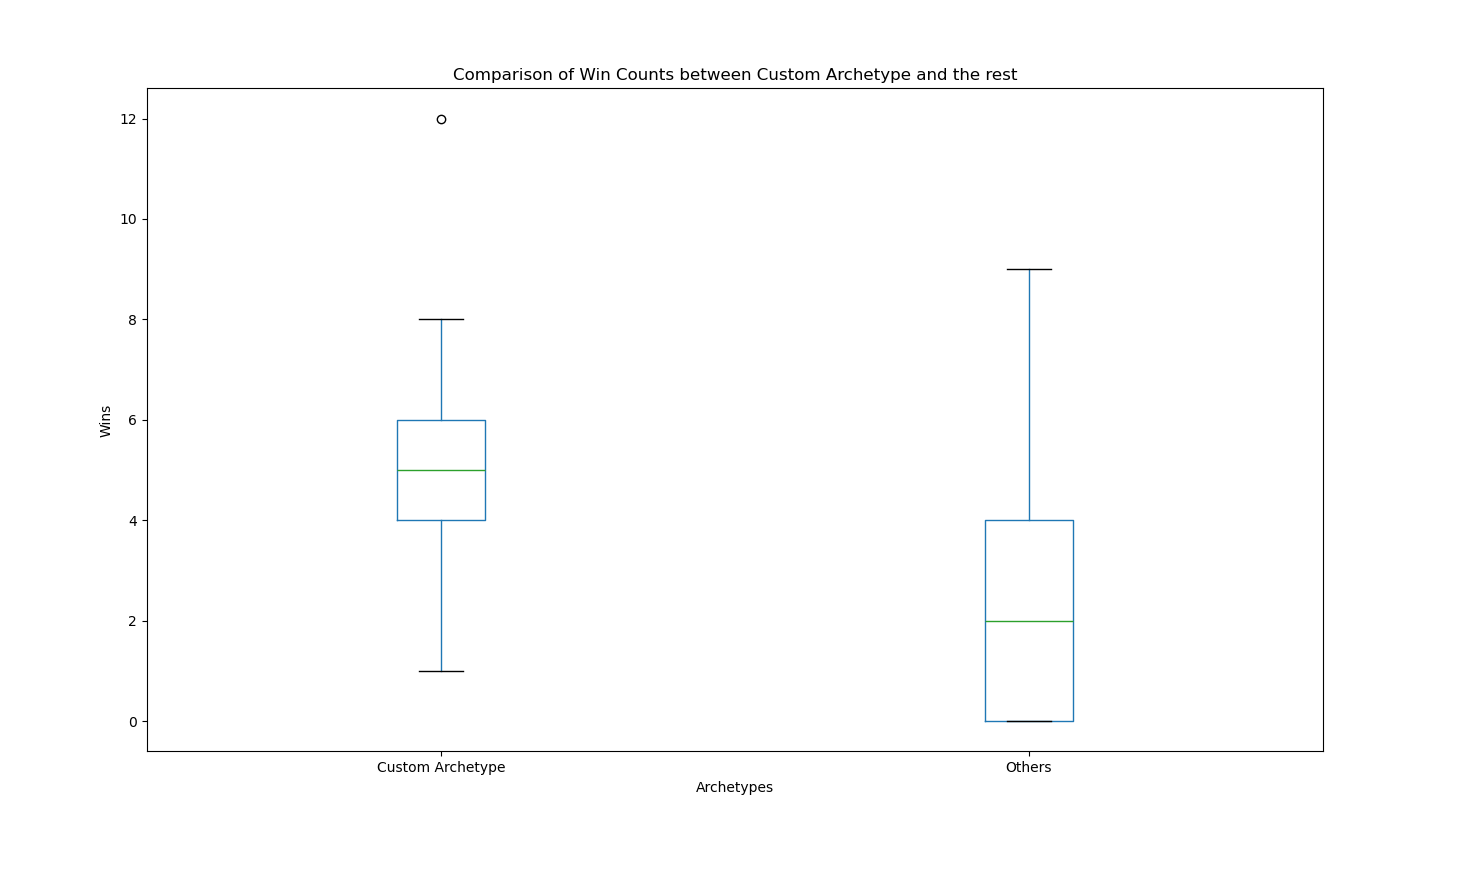 Comparison of Win Counts between Custom Archetype and the rest
12
10
8
6
4
2
0
Wins
Custom Archetype
Others
Archetypes